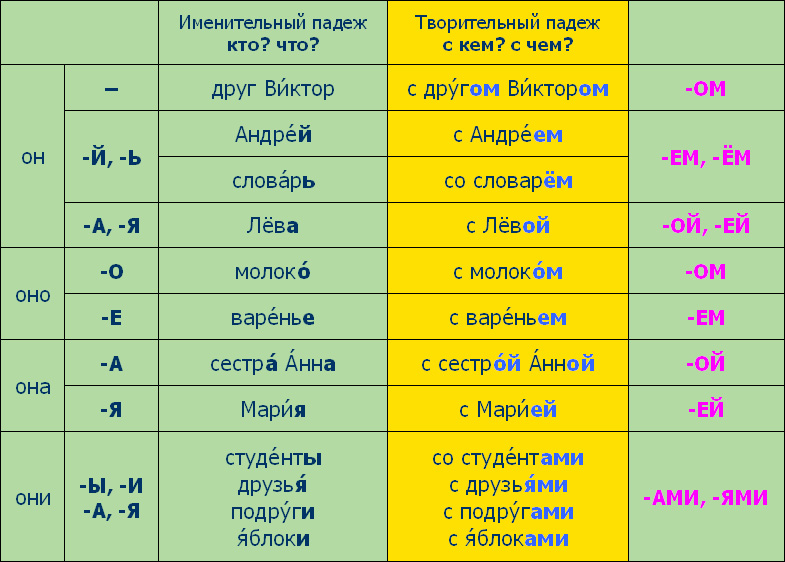 Именительный падеж Творительный падеж
кто? что? с кем? с чем?
он – друг Ви́ктор с дру́гом Ви́ктором -ОМ
-Й, -Ь Андре́й с Андре́ем -ЕМ, -ЁМ
слова́рь со словарём
-А, -Я Лёва с Лёвой -ОЙ, -ЕЙ
оно -О молоко́ с молоко́м -ОМ
-Е варе́нье с варе́ньем -ЕМ
она -А сестра́ А́нна с сестро́й А́нной -ОЙ
-Я Мари́я с Мари́ей -ЕЙ
они -Ы, -И -А, -Я студе́нты со студе́нтами -АМИ, -ЯМИ
друзья́ с друзья́ми
подру́ги с подру́гами
я́блоки с я́блоками